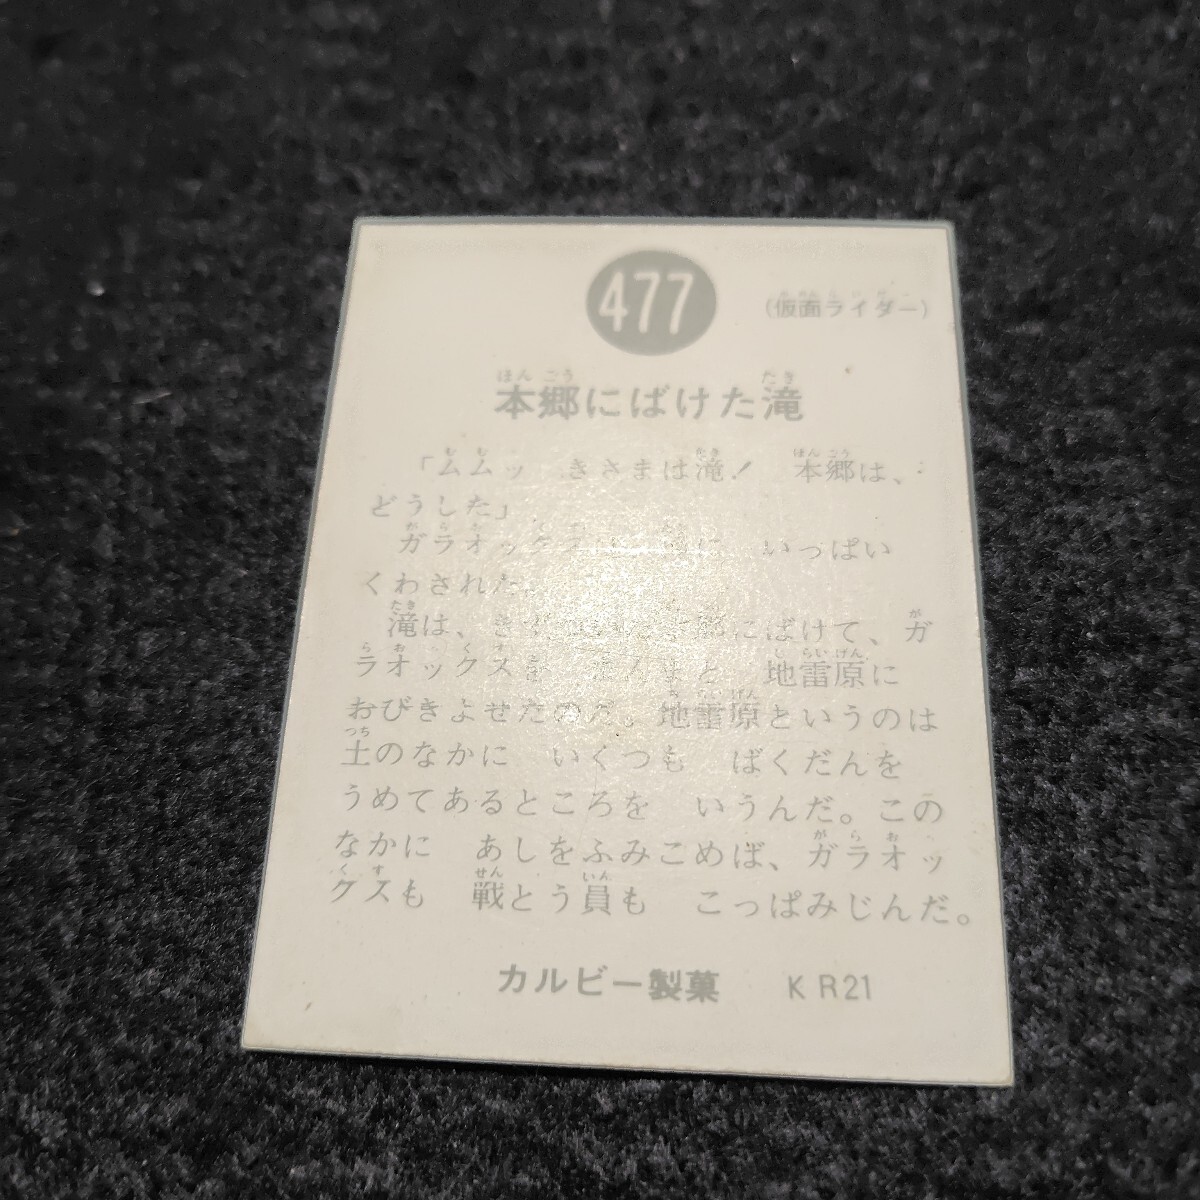 477
(仮面ライダー)
本郷にばけた滝
「ムムッ きさまは滝! 本郷は、
どうした」
ガラオックスは に いっぱい
くわされた。
滝は、 にばけて、ガ
ラオックス 地雷原に
おびきよせたのだ。地雷原というのは
土のなかに いくつも ばくだんを
うめてあるところを いうんだ。この
なかに あしをふみこめば、ガラオッ
クスも 戦とう員も こっぱみじんだ。
カルビー製菓 KR21